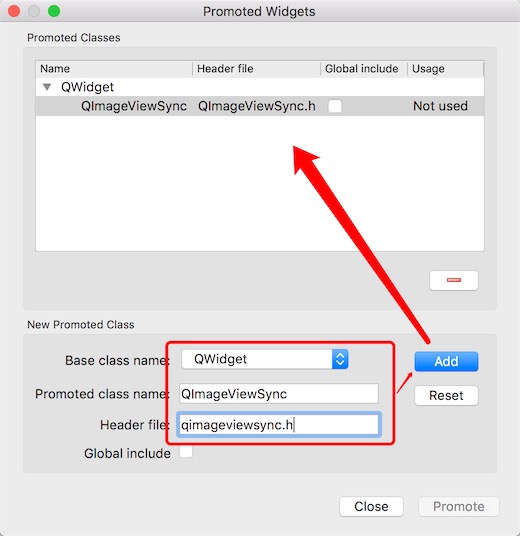 Promoted Widgets
Promoted Classes
Name Header file Global include Usage
QWidget
QImageViewSync QImageViewSync.h Not used
New Promoted Class
Base class name: QWidget
Add
Promoted class name: QImageViewSync
Reset
Header file: qimageviewsync.h
Global include
Close Promote